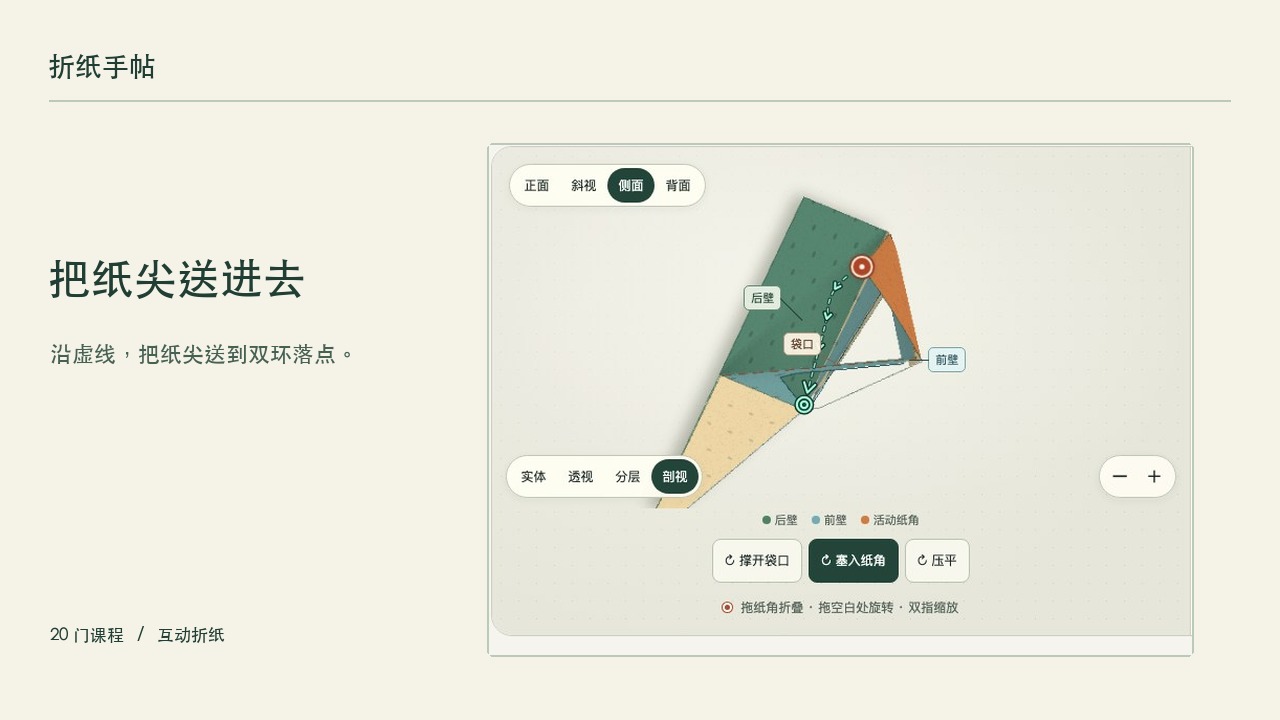 折纸手帖
把纸尖送进去
沿虚线，把纸尖送到双环落点。
20 门课程 / 互动折纸
正面 斜视 侧面 背面
后壁
袋口
前壁
实体 透视 分层 剖视
− +
后壁 前壁 活动纸角
↻ 撑开袋口 ↻ 塞入纸角 ↻ 压平
拖纸角折叠 · 拖空白处旋转 · 双指缩放